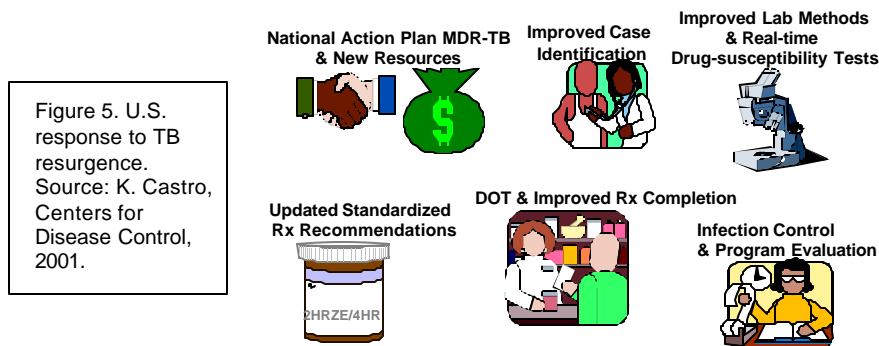 Figure 5. U.S.
response to TB
resurgence.
Source: K. Castro,
Centers for
Disease Control,
2001.
National Action Plan MDR-TB
& New Resources
$
Improved Case
Identification
Improved Lab Methods
& Real-time
Drug-susceptibility Tests
Updated Standardized
Rx Recommendations
2HRZE/4HR
DOT & Improved Rx Completion
Infection Control
& Program Evaluation